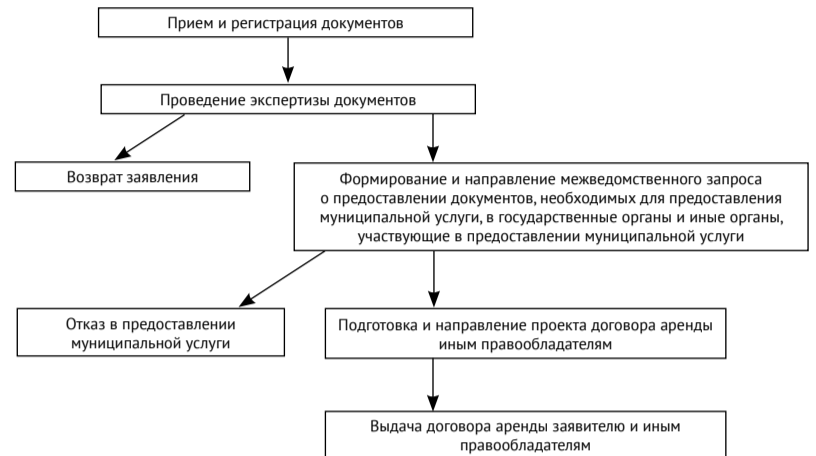 Прием и регистрация документов
Проведение экспертизы документов
Возврат заявления
Формирование и направление межведомственного запроса
о предоставлении документов, необходимых для предоставления
муниципальной услуги, в государственные органы и иные органы,
участвующие в предоставлении муниципальной услуги
Отказ в предоставлении
муниципальной услуги
Подготовка и направление проекта договора аренды
иным правообладателям
Выдача договора аренды заявителю и иным
правообладателям